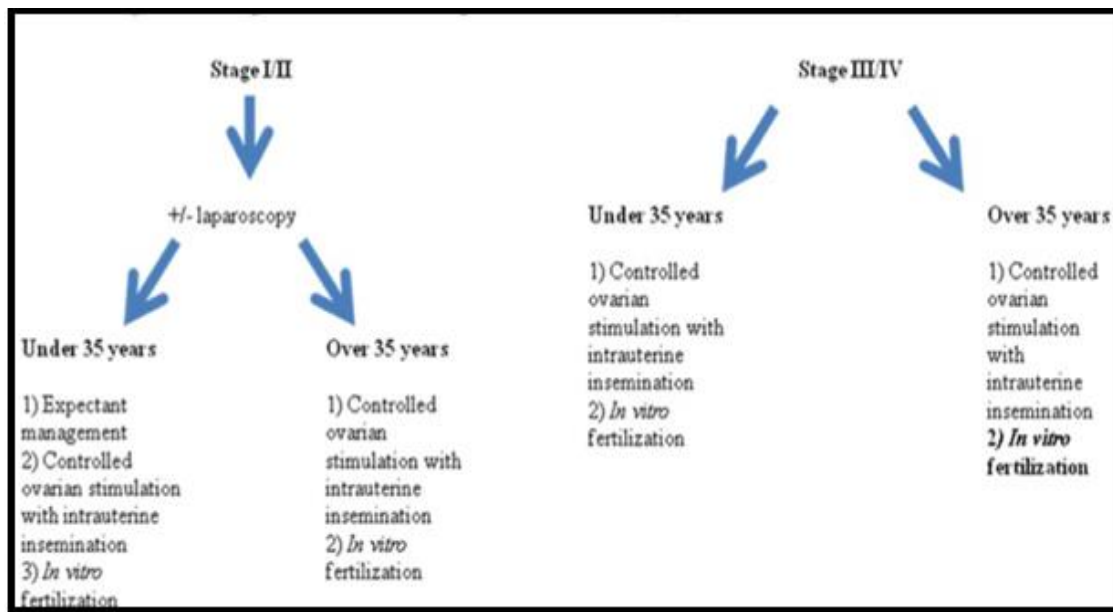 Stage I/II
+/- laparoscopy
Under 35 years
1) Expectant
management
2) Controlled
ovarian stimulation
with intrauterine
insemination
3) In vitro
fertilization
Over 35 years
1) Controlled
ovarian
stimulation with
intrauterine
insemination
2) In vitro
fertilization
Stage III/IV
Under 35 years
1) Controlled
ovarian
stimulation with
intrauterine
insemination
2) In vitro
fertilization
Over 35 years
1) Controlled
ovarian
stimulation
with
intrauterine
insemination
2) In vitro
fertilization